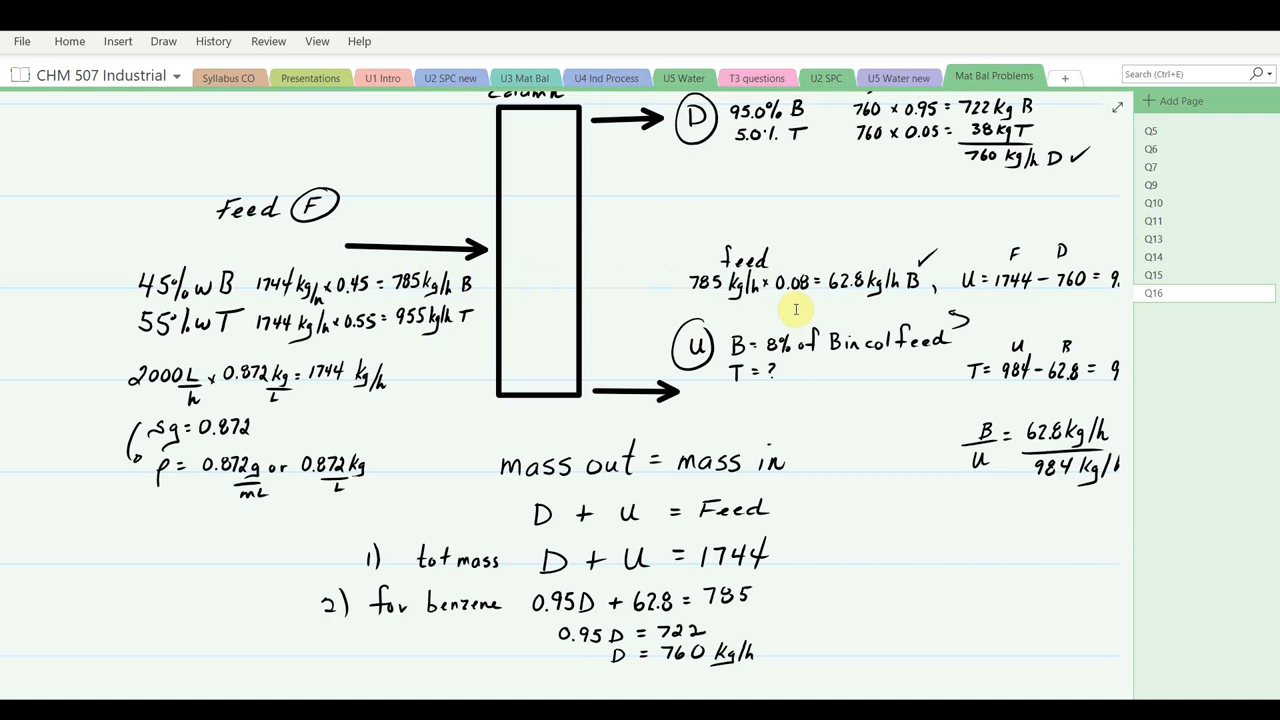 File Home Insert Draw History Review View Help
CHM 507 Industrial Syllabus CO Presentations U1 Intro U2 SPC new U3 Mat Bal U4 Ind Process U5 Water T3 questions U2 SPC U5 Water new Mat Bal Problems + Search (Ctrl+E)
Add Page
Q5
Q6
Q7
Q9
Q10
Q11
Q13
Q14
Q15
Q16
column
D 95.0% B 760 x 0.95 = 722 kg B
5.0% T 760 x 0.05 = 38 kg T
760 kg/h D ✓
Feed F
feed ✓ F D
785 kg/h x 0.08 = 62.8 kg/h B , U = 1744 - 760 = 9
45% w B 1744 kg/h x 0.45 = 785 kg/h B
55% w T 1744 kg/h x 0.55 = 955 kg/h T
U B = 8% of B in col feed
T = ?
U B
T = 984 - 62.8 = 9
2000 L/h x 0.872 kg/L = 1744 kg/h
sg = 0.872
ρ = 0.872 g/mL or 0.872 kg/L
B/U = 62.8 kg/h / 984 kg/h
mass out = mass in
D + U = Feed
1) tot mass D + U = 1744
2) for benzene 0.95D + 62.8 = 785
0.95 D = 722
D = 760 kg/h